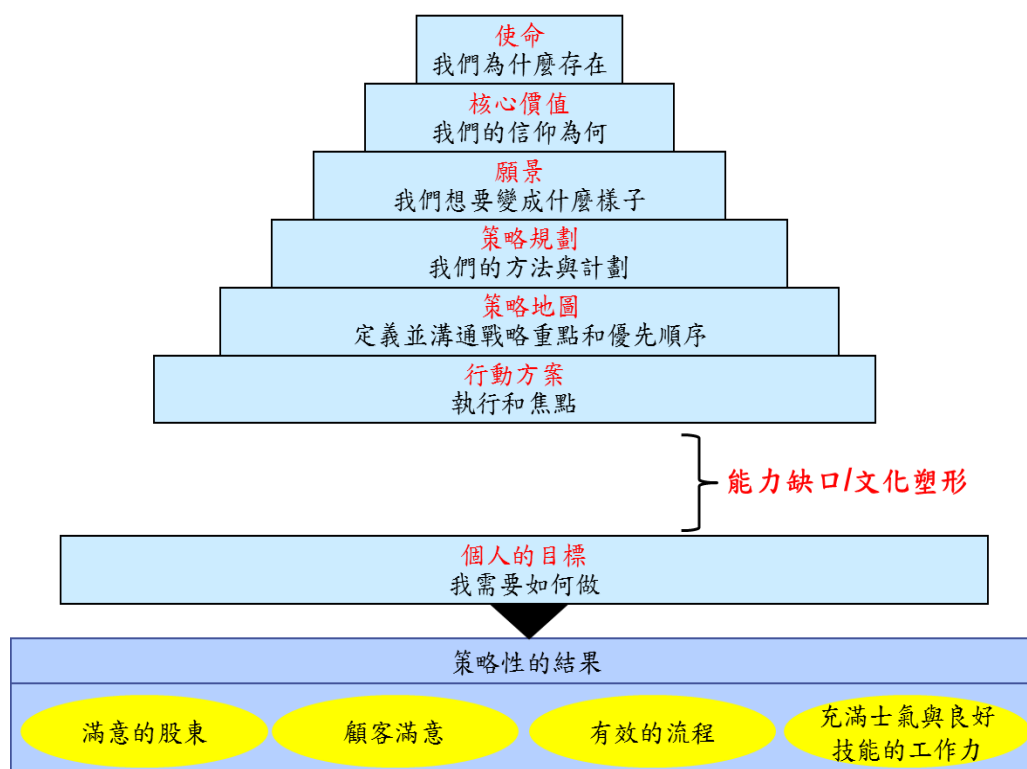 使命
我們為什麼存在
核心價值
我們的信仰為何
願景
我們想要變成什麼樣子
策略規劃
我們的方法與計劃
策略地圖
定義並溝通戰略重點和優先順序
行動方案
執行和焦點
能力缺口/文化塑形
個人的目標
我需要如何做
策略性的結果
滿意的股東
顧客滿意
有效的流程
充滿士氣與良好
技能的工作力